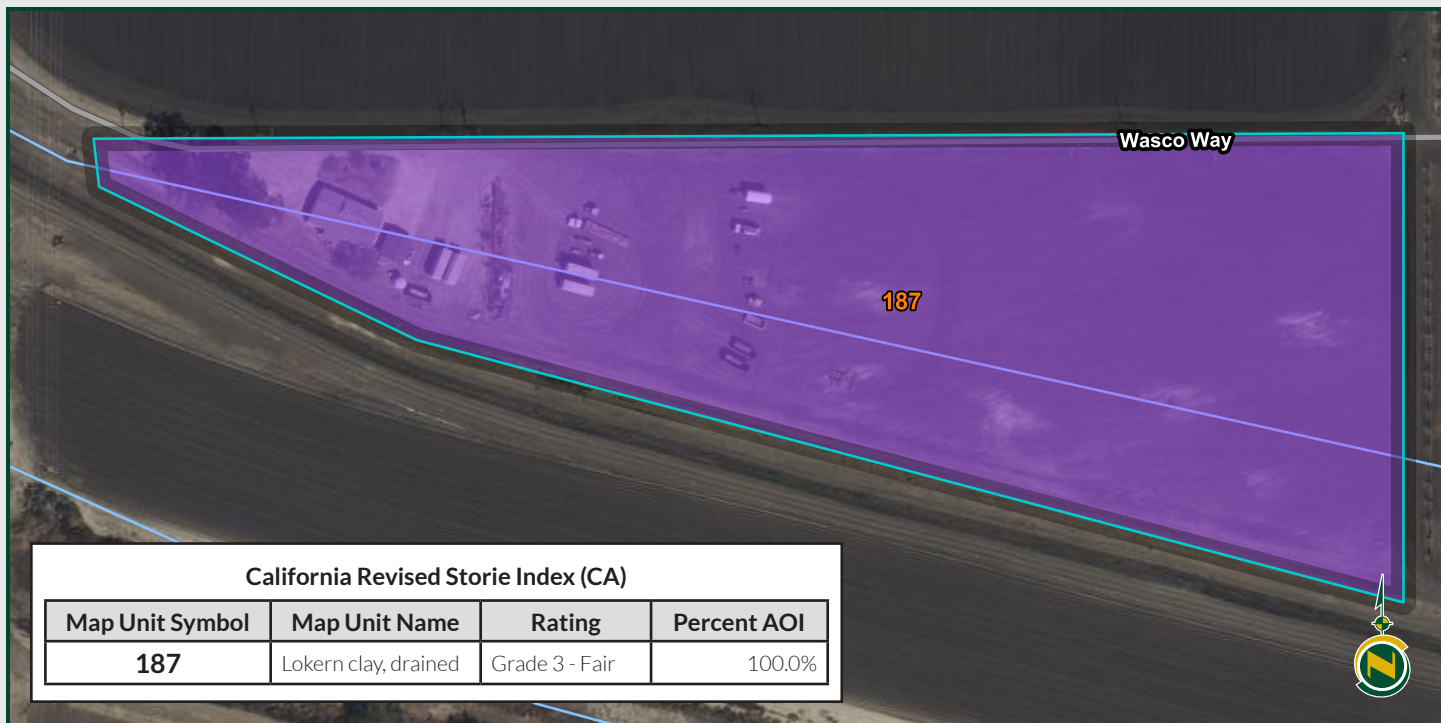 Wasco Way
187
California Revised Storie Index (CA)
Map Unit Symbol Map Unit Name Rating Percent AOI
187 Lokern clay, drained Grade 3 - Fair 100.0%
N